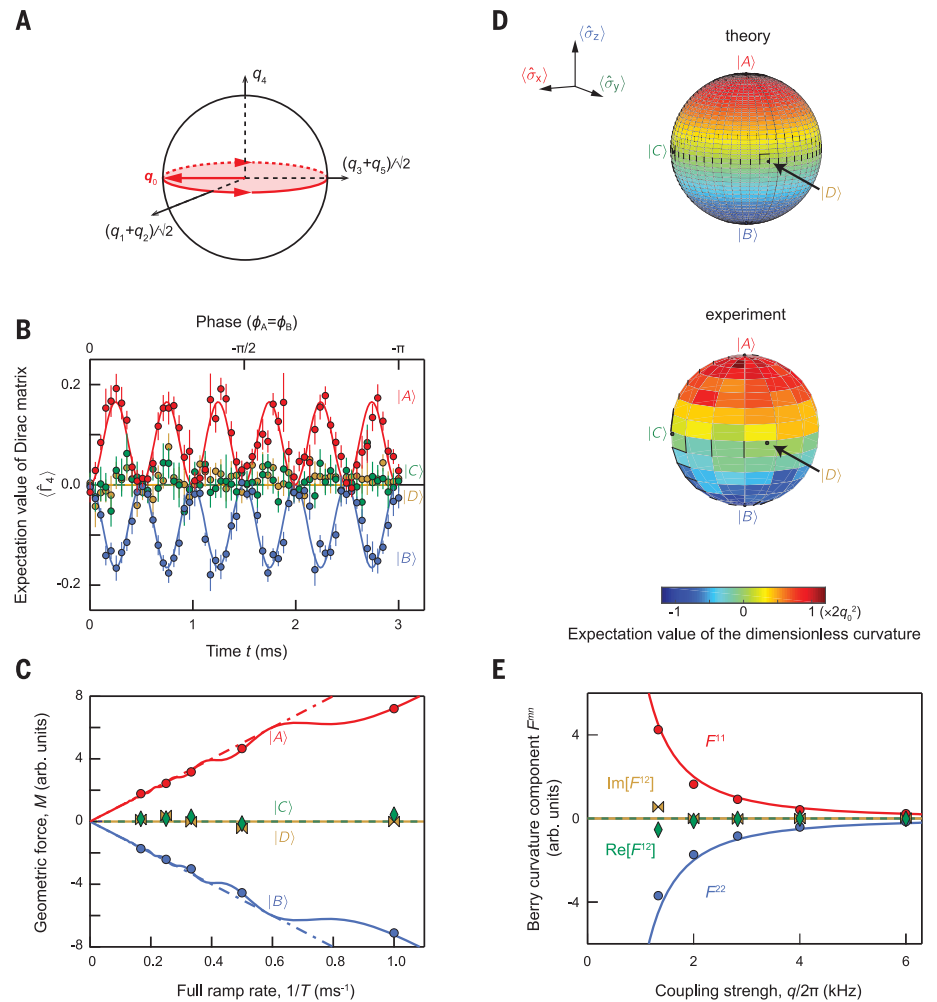 A
q₄
q₀
(q₃+q₅)/√2
(q₁+q₂)/√2
B
Phase (ϕA=ϕB)
0
-π/2
-π
0.2
0.0
-0.2
Expectation value of Dirac matrix
⟨Γ̂₄⟩
|A⟩
|C⟩
|D⟩
|B⟩
0
1
2
3
Time t (ms)
C
Geometric force, M (arb. units)
8
4
0
-4
-8
|A⟩
|C⟩
|D⟩
|B⟩
0
0.2
0.4
0.6
0.8
1.0
Full ramp rate, 1/T (ms⁻¹)
D
⟨σ̂z⟩
⟨σ̂x⟩
⟨σ̂y⟩
theory
|A⟩
|C⟩
|D⟩
|B⟩
experiment
|A⟩
|C⟩
|D⟩
|B⟩
-1
0
1 (×2q₀²)
Expectation value of the dimensionless curvature
E
Berry curvature component Fᵐⁿ
(arb. units)
4
0
-4
F¹¹
Im[F¹²]
Re[F¹²]
F²²
0
2
4
6
Coupling strengh, q/2π (kHz)